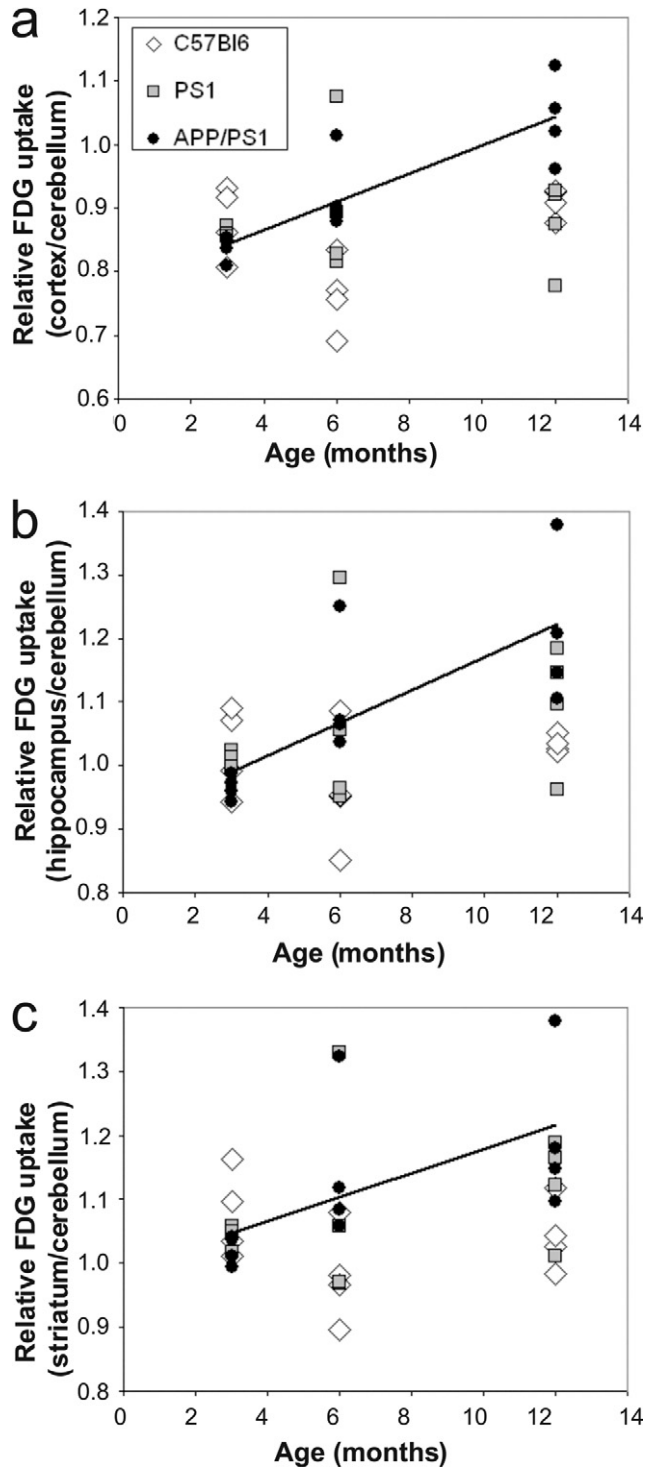 a
C57Bl6
PS1
APP/PS1
Relative FDG uptake
(cortex/cerebellum)
1.2
1.1
1.0
0.9
0.8
0.7
0.6
0 2 4 6 8 10 12 14
Age (months)
b
Relative FDG uptake
(hippocampus/cerebellum)
1.4
1.3
1.2
1.1
1.0
0.9
0.8
0 2 4 6 8 10 12 14
Age (months)
c
Relative FDG uptake
(striatum/cerebellum)
1.4
1.3
1.2
1.1
1.0
0.9
0.8
0 2 4 6 8 10 12 14
Age (months)